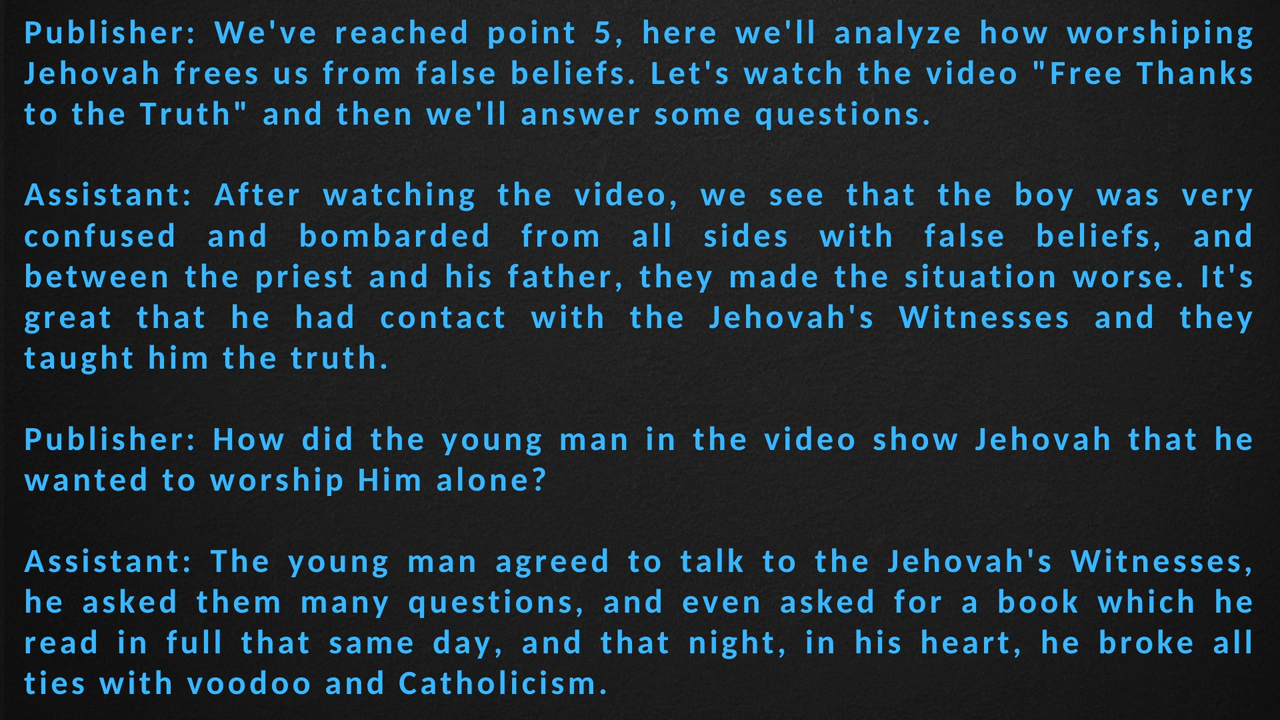 Publisher: We've reached point 5, here we'll analyze how worshiping
Jehovah frees us from false beliefs. Let's watch the video "Free Thanks
to the Truth" and then we'll answer some questions.
Assistant: After watching the video, we see that the boy was very
confused and bombarded from all sides with false beliefs, and
between the priest and his father, they made the situation worse. It's
great that he had contact with the Jehovah's Witnesses and they
taught him the truth.
Publisher: How did the young man in the video show Jehovah that he
wanted to worship Him alone?
Assistant: The young man agreed to talk to the Jehovah's Witnesses,
he asked them many questions, and even asked for a book which he
read in full that same day, and that night, in his heart, he broke all
ties with voodoo and Catholicism.